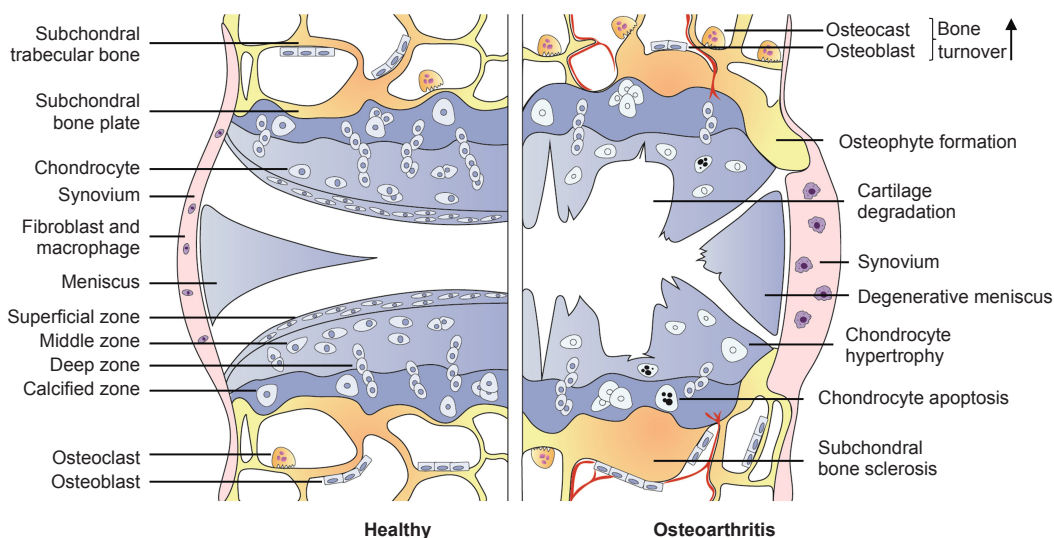 Subchondral
trabecular bone
Subchondral
bone plate
Chondrocyte
Synovium
Fibroblast and
macrophage
Meniscus
Superficial zone
Middle zone
Deep zone
Calcified zone
Osteoclast
Osteoblast
Healthy
Osteocast
Osteoblast
Bone
turnover
Osteophyte formation
Cartilage
degradation
Synovium
Degenerative meniscus
Chondrocyte
hypertrophy
Chondrocyte apoptosis
Subchondral
bone sclerosis
Osteoarthritis